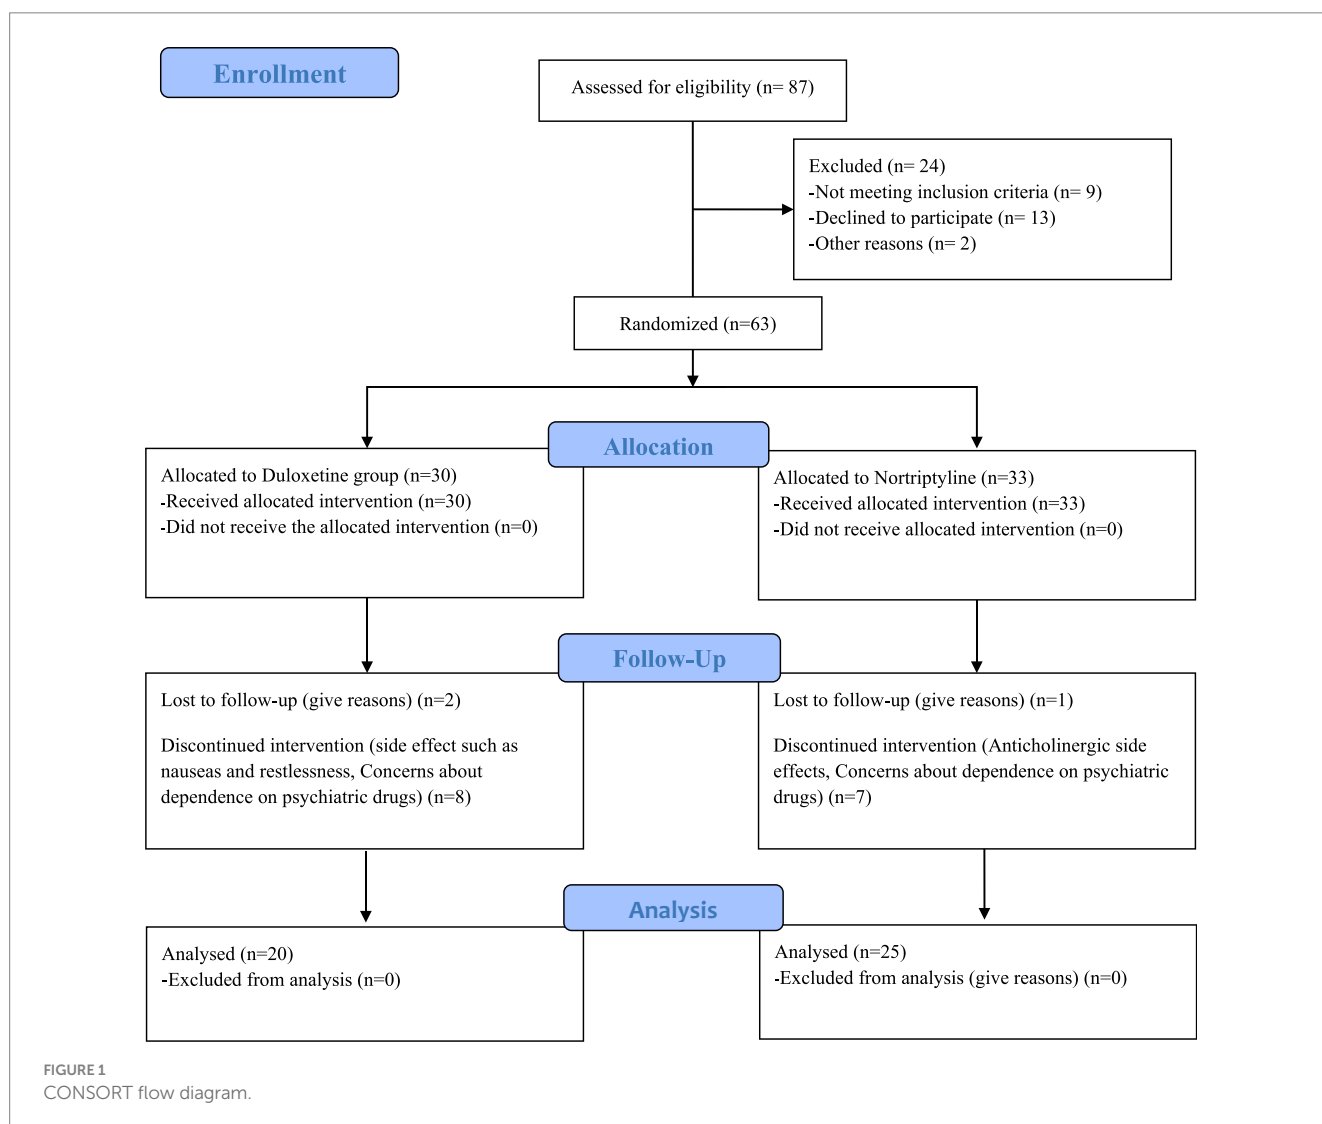 Enrollment
Assessed for eligibility (n= 87)
Excluded (n= 24)
-Not meeting inclusion criteria (n= 9)
-Declined to participate (n= 13)
-Other reasons (n= 2)
Randomized (n=63)
Allocation
Allocated to Duloxetine group (n=30)
-Received allocated intervention (n=30)
-Did not receive the allocated intervention (n=0)
Allocated to Nortriptyline (n=33)
-Received allocated intervention (n=33)
-Did not receive allocated intervention (n=0)
Follow-Up
Lost to follow-up (give reasons) (n=2)
Discontinued intervention (side effect such as
nauseas and restlessness, Concerns about
dependence on psychiatric drugs) (n=8)
Lost to follow-up (give reasons) (n=1)
Discontinued intervention (Anticholinergic side
effects, Concerns about dependence on psychiatric
drugs) (n=7)
Analysis
Analysed (n=20)
-Excluded from analysis (n=0)
Analysed (n=25)
-Excluded from analysis (give reasons) (n=0)
FIGURE 1
CONSORT flow diagram.